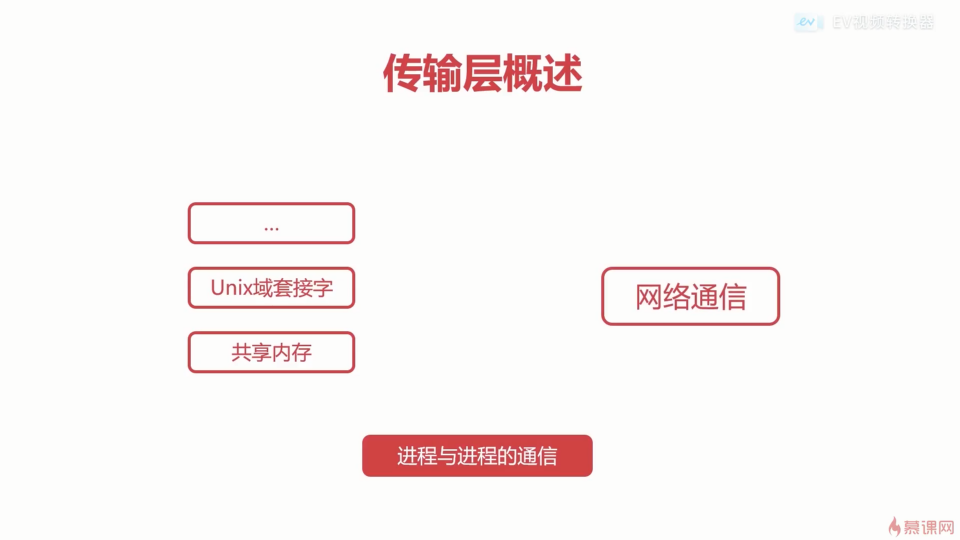 EV视频转换器
传输层概述
...
Unix域套接字
共享内存
网络通信
进程与进程的通信
慕课网